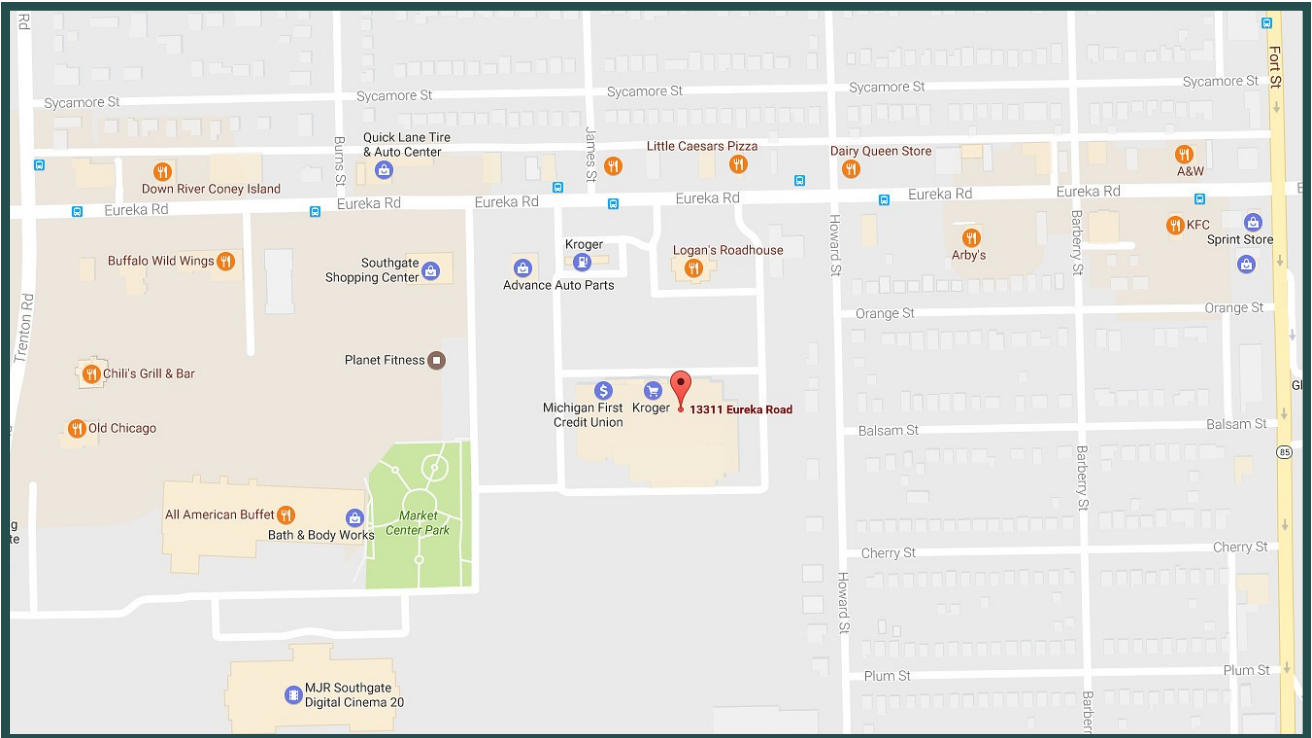 Rd
Fort St
Sycamore St
Sycamore St
Sycamore St
Sycamore St
Sycamore St
Burns St
James St
Quick Lane Tire
& Auto Center
Little Caesars Pizza
Dairy Queen Store
A&W
Down River Coney Island
Eureka Rd
Eureka Rd
Eureka Rd
Eureka Rd
Eureka Rd
Eureka Rd
E
Howard St
Barberry St
KFC
Sprint Store
Arby's
Buffalo Wild Wings
Southgate
Shopping Center
Kroger
Advance Auto Parts
Logan's Roadhouse
Trenton Rd
Orange St
Orange St
Planet Fitness
Chili's Grill & Bar
Gl
Michigan First
Credit Union
Kroger
13311 Eureka Road
Old Chicago
Balsam St
Balsam St
85
Barberry St
All American Buffet
Bath & Body Works
Market
Center Park
g
te
Cherry St
Cherry St
Howard St
Plum St
Plum St
MJR Southgate
Digital Cinema 20
Barberr